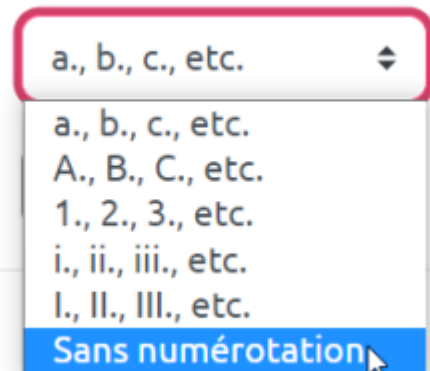 a., b., c., etc.
a., b., c., etc.
A., B., C., etc.
1., 2., 3., etc.
i., ii., iii., etc.
I., II., III., etc.
Sans numérotation